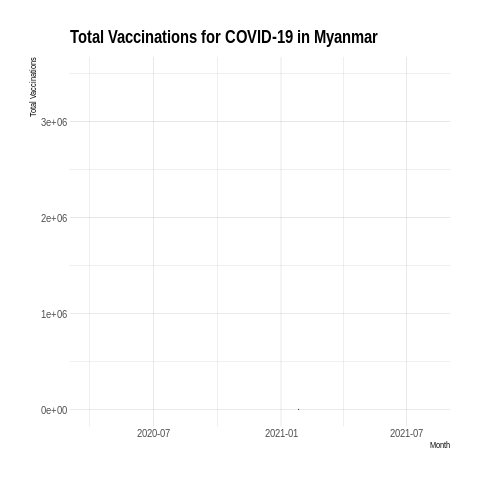 Total Vaccinations for COVID-19 in Myanmar
Total Vaccinations
3e+06
2e+06
1e+06
0e+00
2020-07 2021-01 2021-07
Month